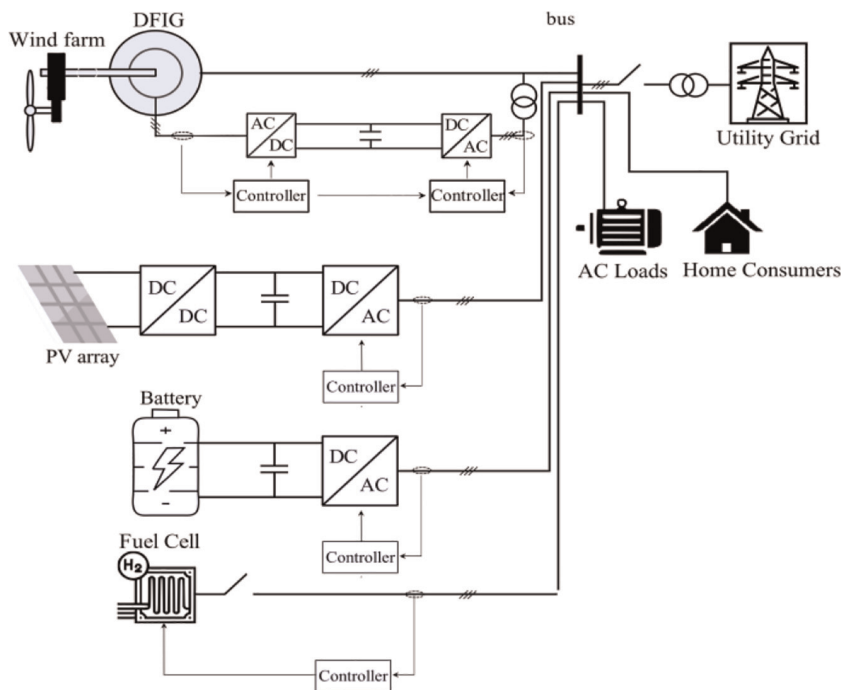 DFIG
bus
Wind farm
AC
DC
DC
AC
Utility Grid
Controller
Controller
AC Loads
Home Consumers
DC
DC
DC
AC
PV array
Controller
Battery
+
-
DC
AC
Fuel Cell
Controller
H2
Controller